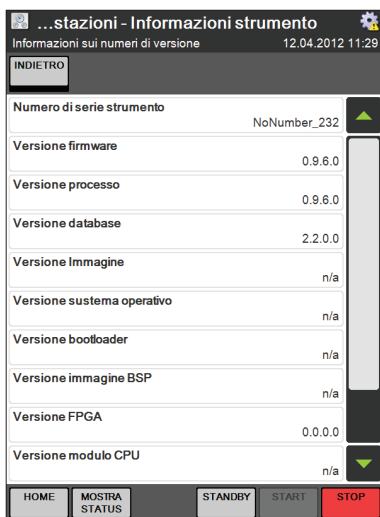 ...stazioni - Informazioni strumento
Informazioni sui numeri di versione 12.04.2012 11:29
INDIETRO
Numero di serie strumento
NoNumber_232
Versione firmware
0.9.6.0
Versione processo
0.9.6.0
Versione database
2.2.0.0
Versione Immagine
n/a
Versione sustema operativo
n/a
Versione bootloader
n/a
Versione immagine BSP
n/a
Versione FPGA
0.0.0.0
Versione modulo CPU
n/a
HOME
MOSTRA
STATUS
STANDBY
START
STOP